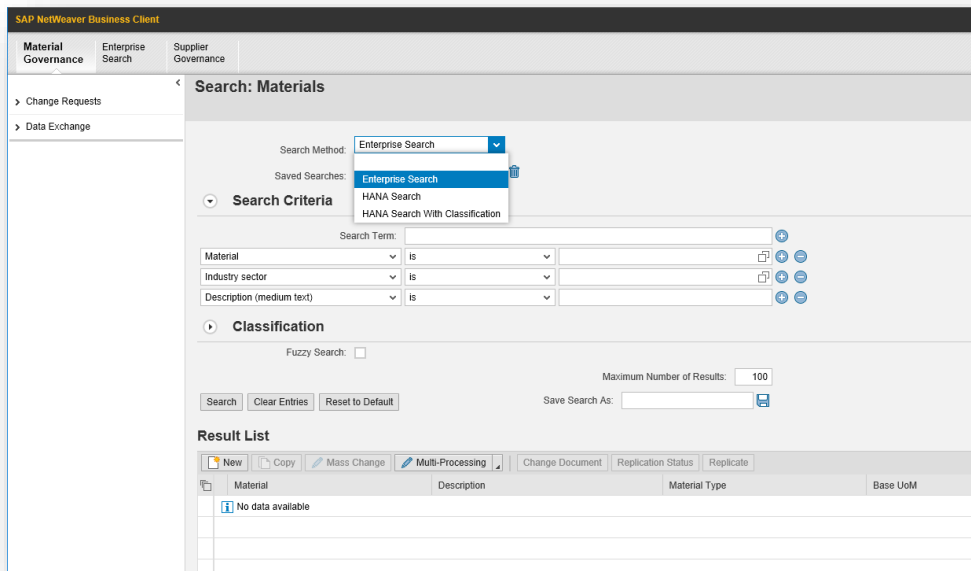 SAP NetWeaver Business Client
Material Governance
Enterprise Search
Supplier Governance
Change Requests
Data Exchange
Search: Materials
Search Method: Enterprise Search
Enterprise Search
HANA Search
HANA Search With Classification
Saved Searches:
Search Criteria
Search Term:
Material is
Industry sector is
Description (medium text) is
Classification
Fuzzy Search:
Maximum Number of Results: 100
Search Clear Entries Reset to Default Save Search As:
Result List
New Copy Mass Change Multi-Processing Change Document Replication Status Replicate
Material Description Material Type Base UoM
No data available